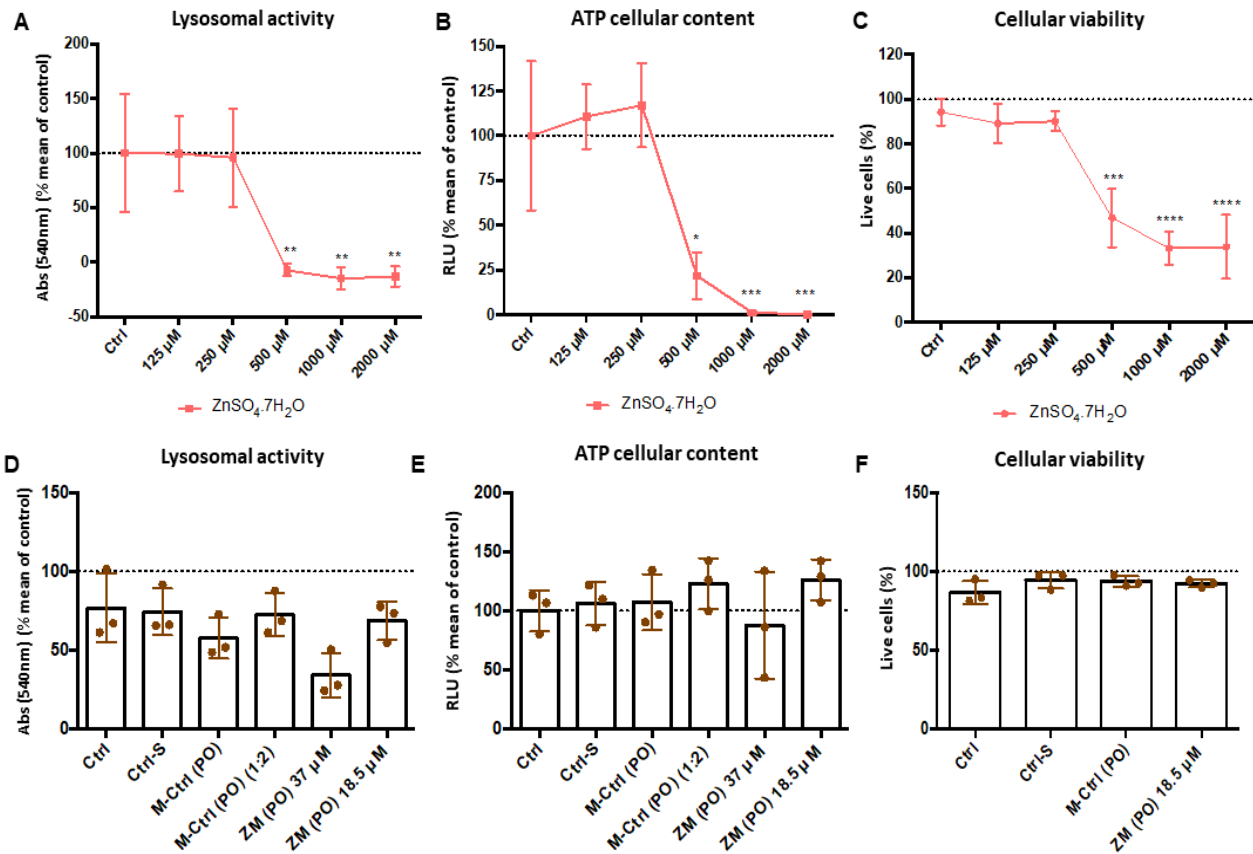 A
Lysosomal activity
Abs (540nm) (% mean of control)
200
150
100
50
0
-50
** ** **
Ctrl
125 µM
250 µM
500 µM
1000 µM
2000 µM
ZnSO4.7H2O
B
ATP cellular content
RLU (% mean of control)
150
125
100
75
50
25
0
* *** ***
Ctrl
125 µM
250 µM
500 µM
1000 µM
2000 µM
ZnSO4.7H2O
C
Cellular viability
Live cells (%)
120
100
80
60
40
20
0
*** **** ****
Ctrl
125 µM
250 µM
500 µM
1000 µM
2000 µM
ZnSO4.7H2O
D
Lysosomal activity
Abs (540nm) (% mean of control)
150
100
50
0
Ctrl
Ctrl-S
M-Ctrl (PO)
M-Ctrl (PO) (1:2)
ZM (PO) 37 µM
ZM (PO) 18.5 µM
E
ATP cellular content
RLU (% mean of control)
200
150
100
50
0
Ctrl
Ctrl-S
M-Ctrl (PO)
M-Ctrl (PO) (1:2)
ZM (PO) 37 µM
ZM (PO) 18.5 µM
F
Cellular viability
Live cells (%)
150
100
50
0
Ctrl
Ctrl-S
M-Ctrl (PO)
ZM (PO) 18.5 µM